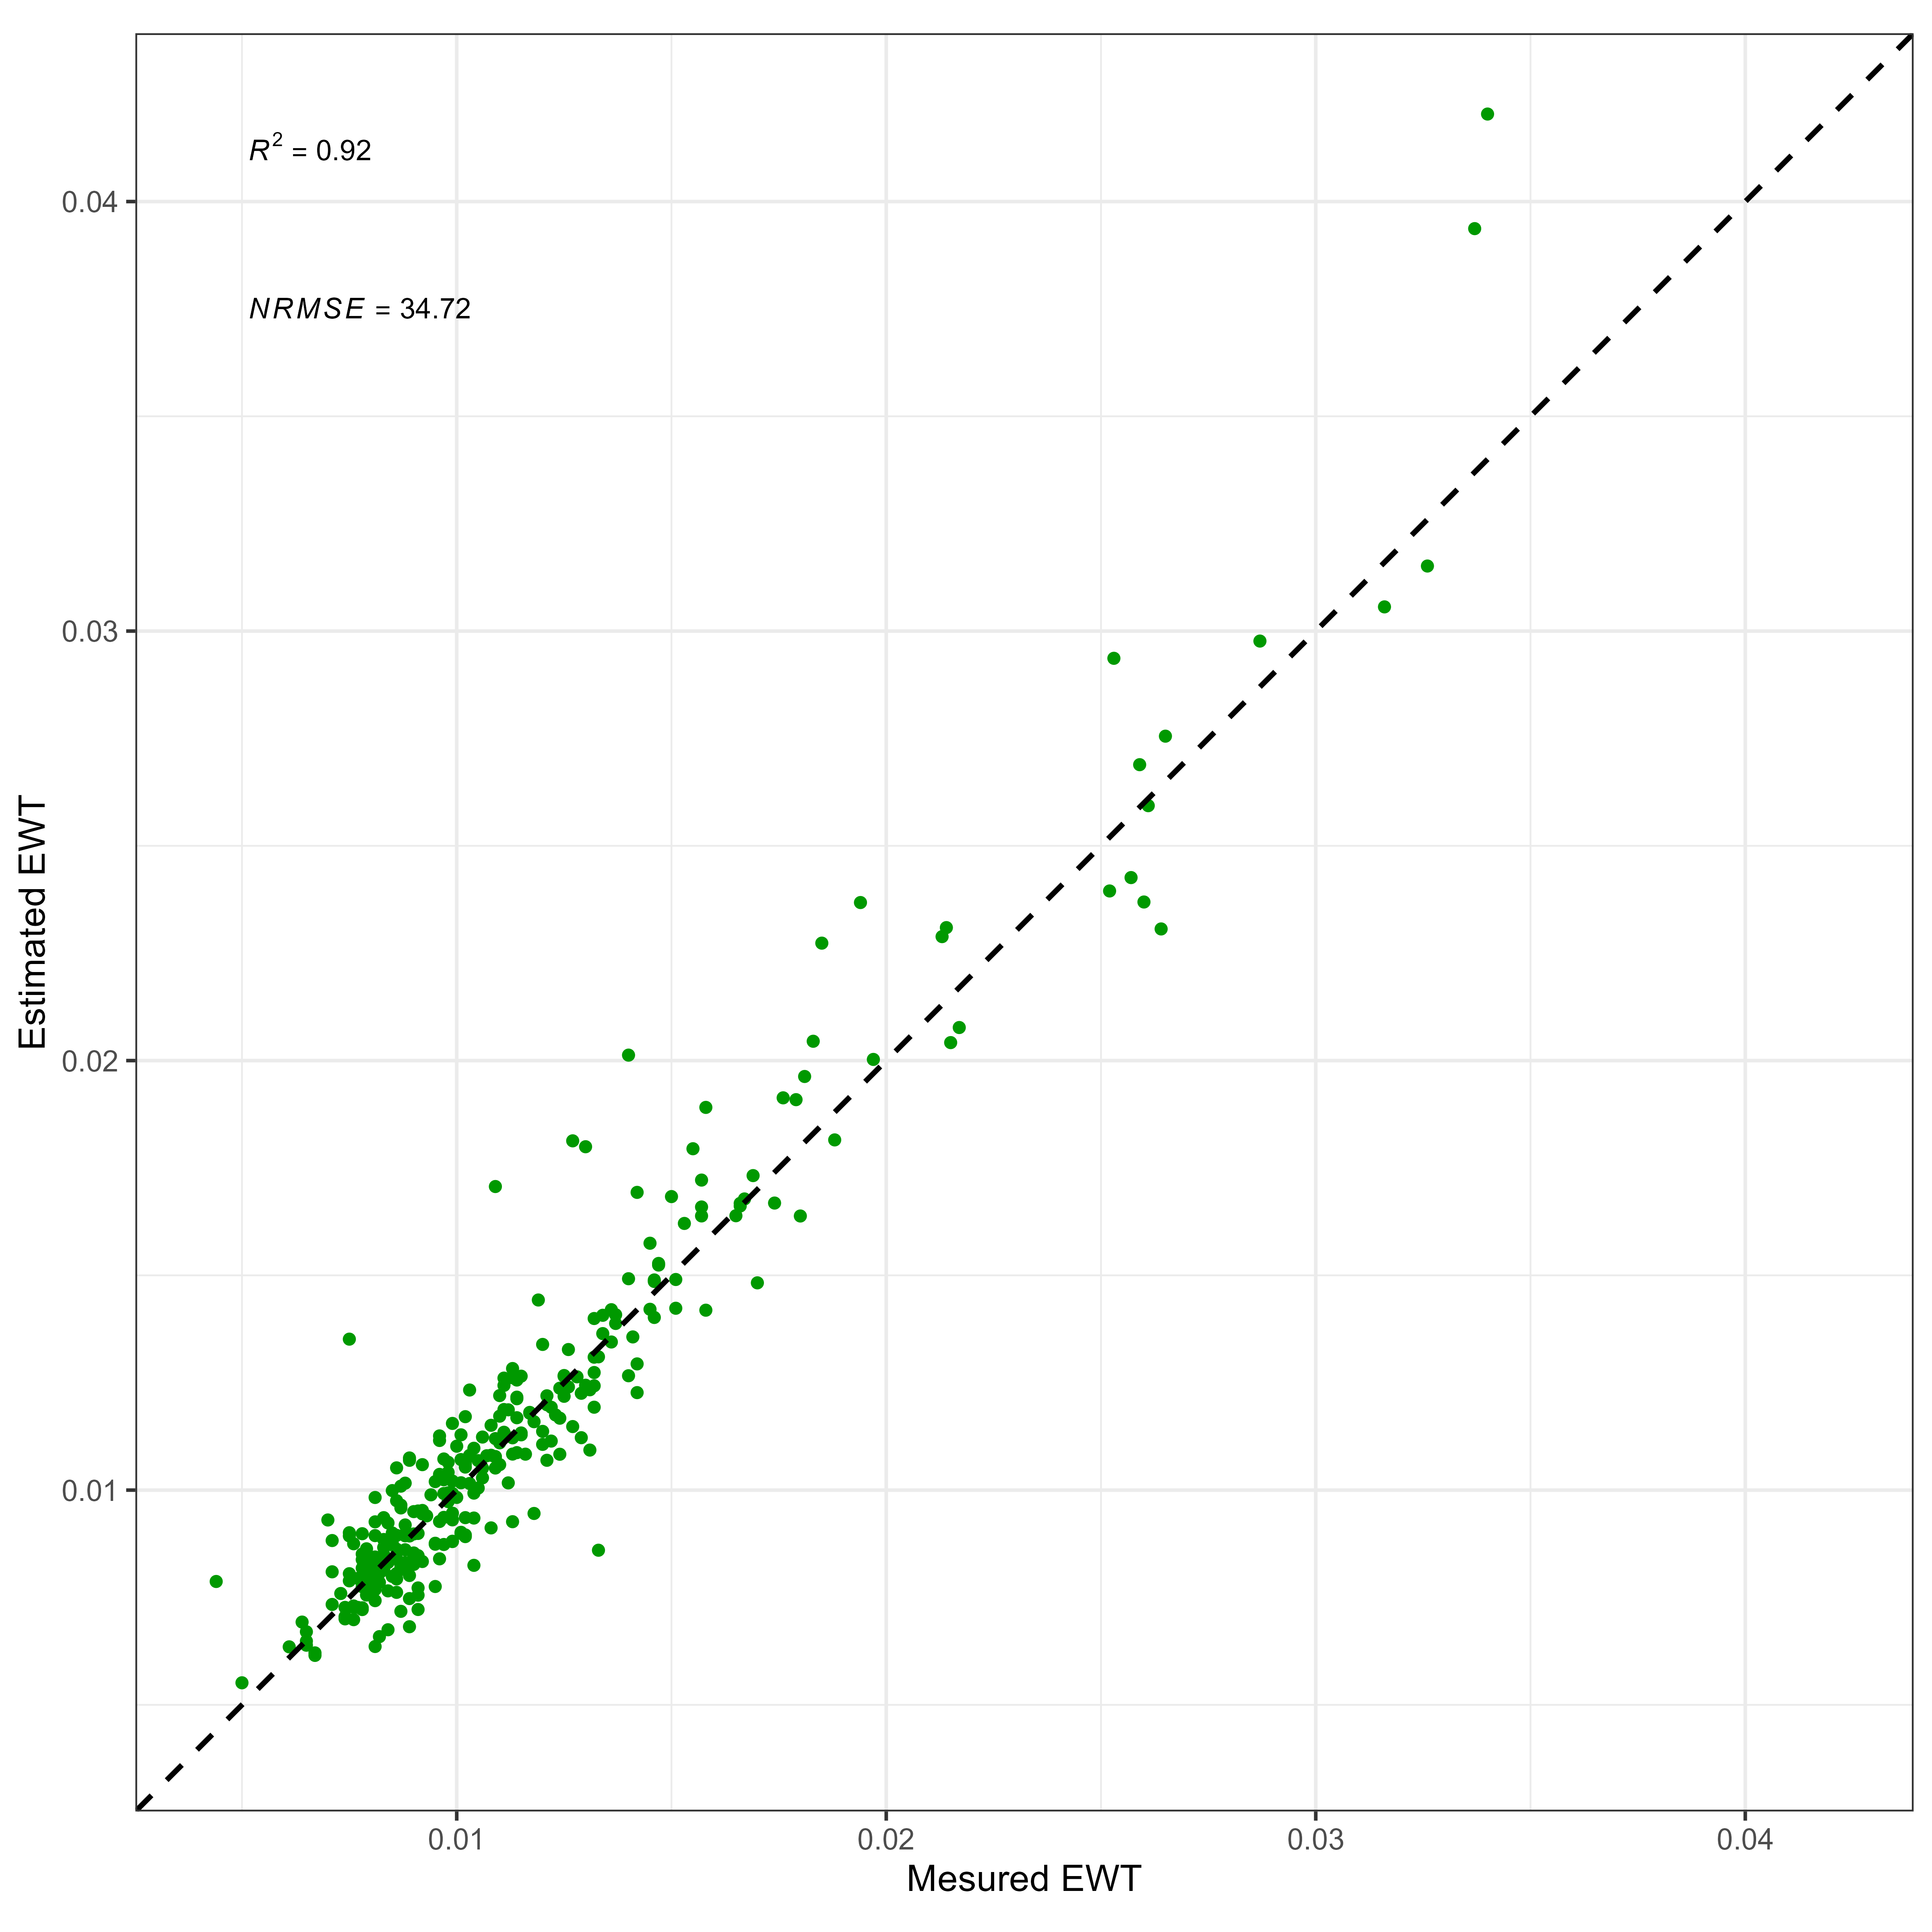 R² = 0.92
NRMSE = 34.72
0.04
0.03
0.02
0.01
Estimated EWT
0.01 0.02 0.03 0.04
Mesured EWT